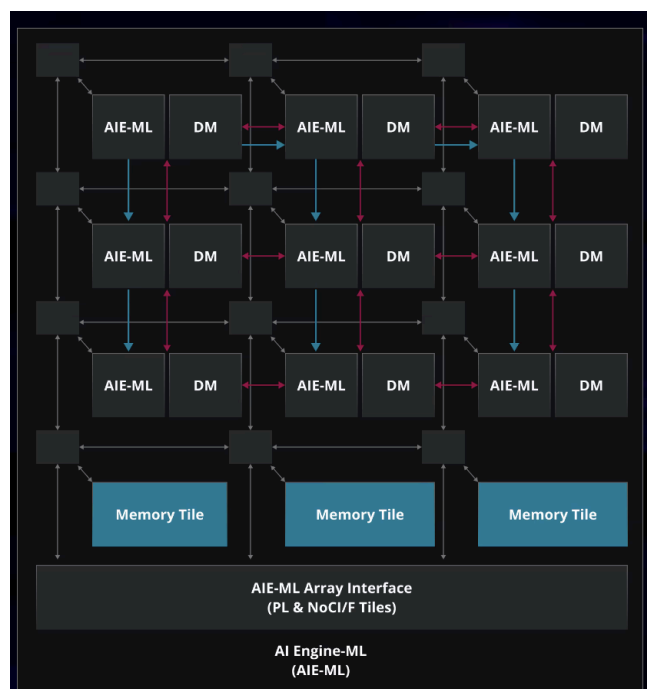 AIE-ML DM AIE-ML DM AIE-ML DM
AIE-ML DM AIE-ML DM AIE-ML DM
AIE-ML DM AIE-ML DM AIE-ML DM
Memory Tile Memory Tile Memory Tile
AIE-ML Array Interface
(PL & NoCI/F Tiles)
AI Engine-ML
(AIE-ML)